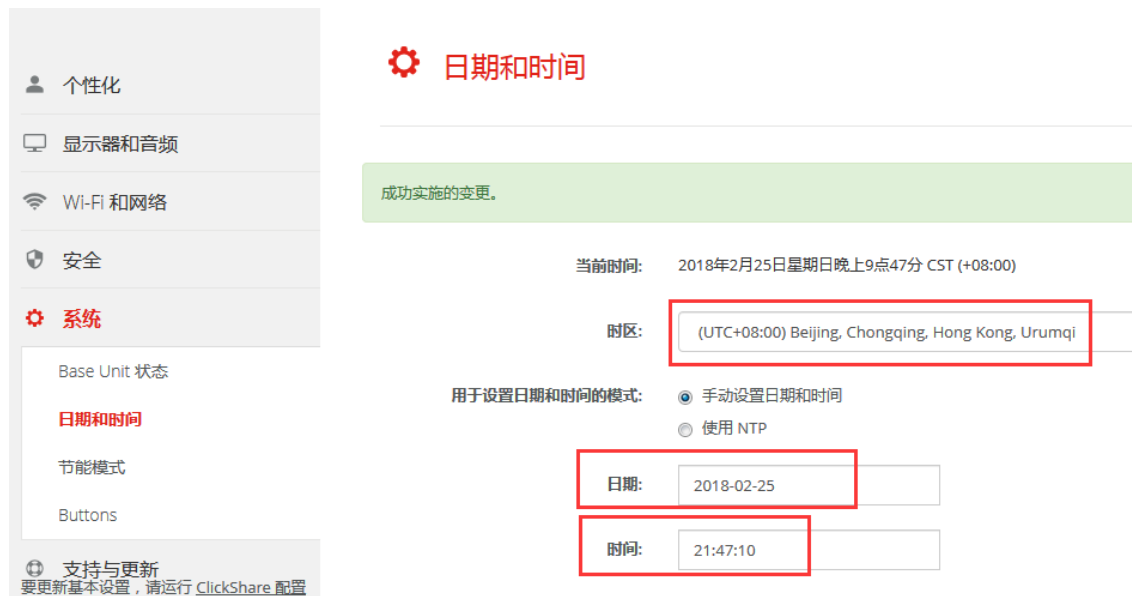 个性化
显示器和音频
Wi-Fi 和网络
安全
系统
Base Unit 状态
日期和时间
节能模式
Buttons
支持与更新
要更新基本设置，请运行 ClickShare 配置
日期和时间
成功实施的变更。
当前时间: 2018年2月25日星期日晚上9点47分 CST (+08:00)
时区: (UTC+08:00) Beijing, Chongqing, Hong Kong, Urumqi
用于设置日期和时间的模式: 手动设置日期和时间
使用 NTP
日期: 2018-02-25
时间: 21:47:10